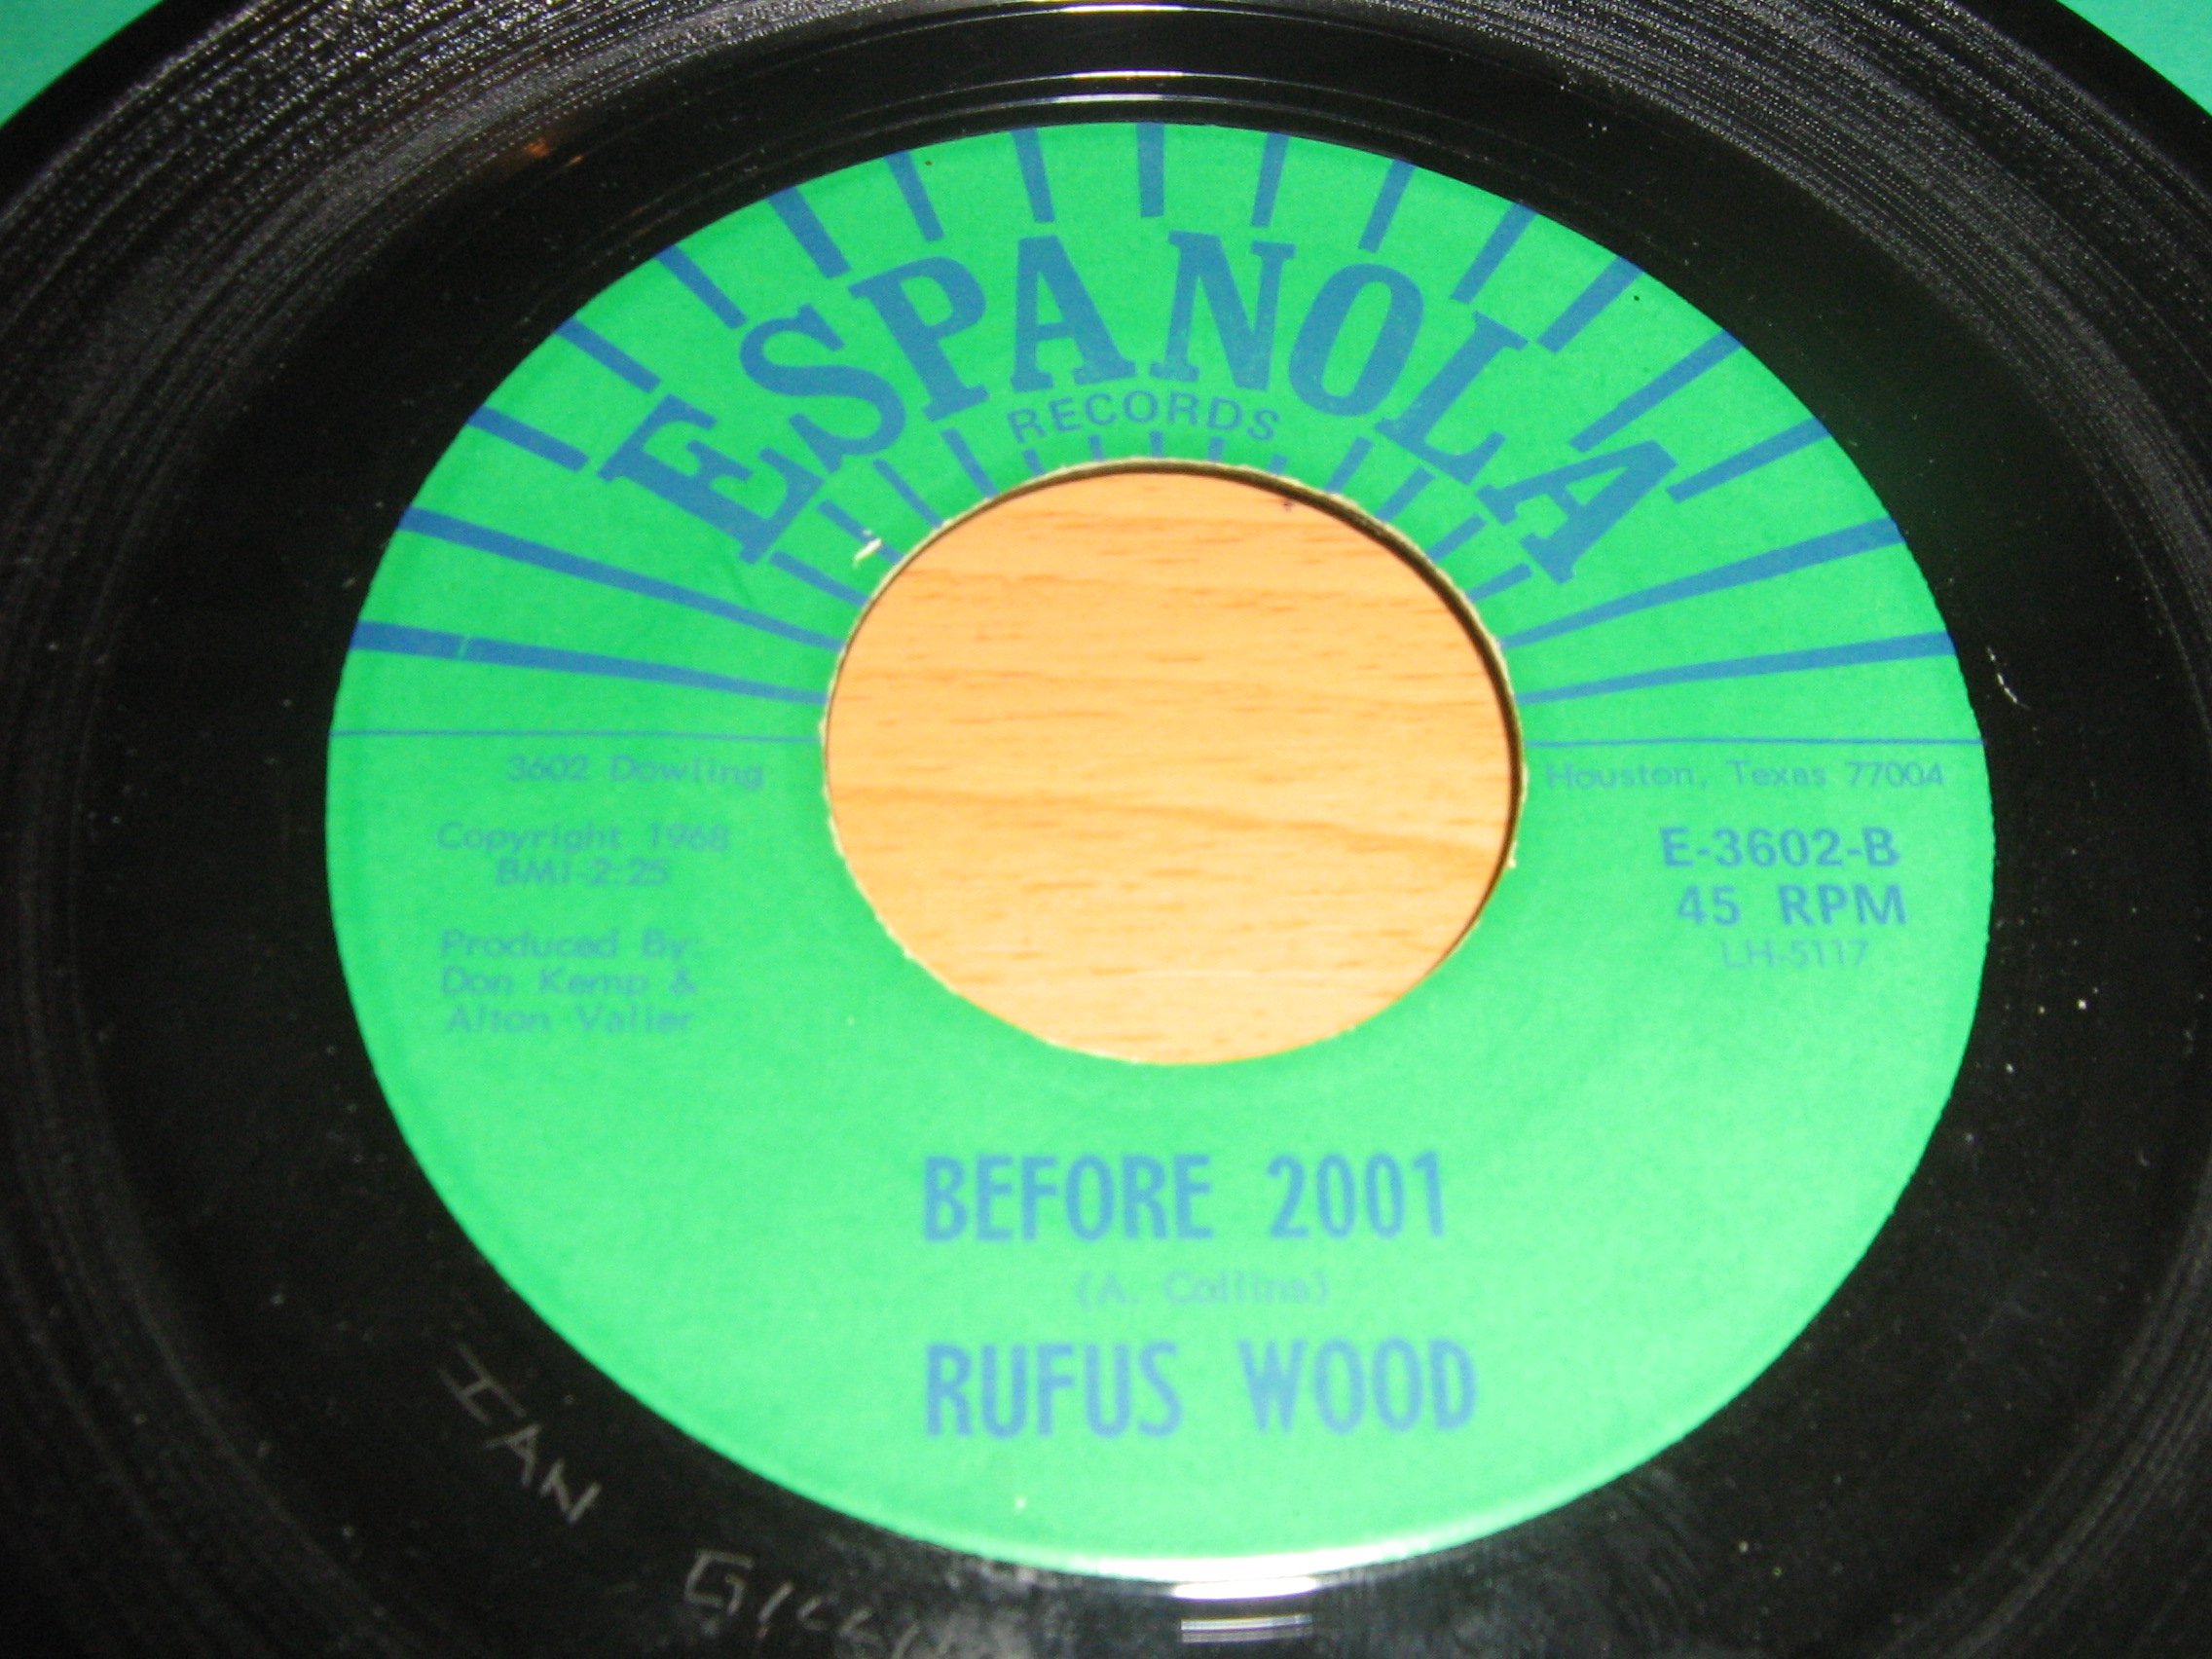 ESPANOLA
RECORDS
3602 Dowling
Houston, Texas 77004
Copyright 1968
BMI-2:25
Produced By:
Don Kemp &
Alton Valier
E-3602-B
45 RPM
LH-5117
BEFORE 2001
(A. Collins)
RUFUS WOOD
IAN